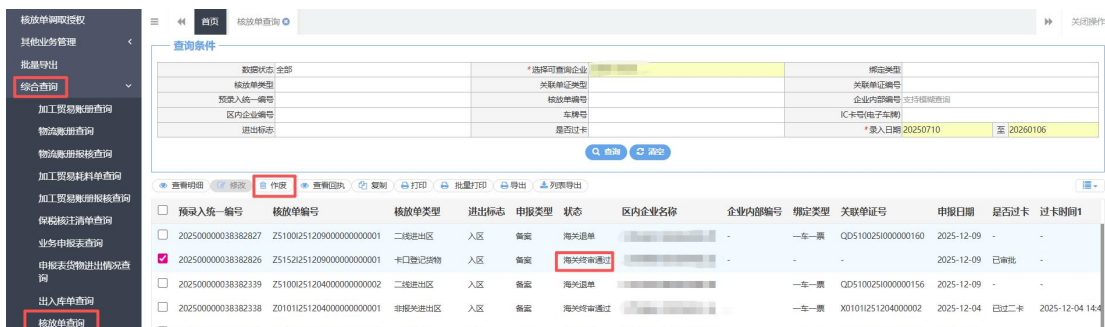 核放单调取授权
其他业务管理
批量导出
综合查询
加工贸易账册查询
物流账册查询
物流账册报核查询
加工贸易耗料单查询
加工贸易账册报核查询
保税核注清单查询
业务申报表查询
申报表货物进出情况查
询
出入库单查询
核放单查询
首页 核放单查询 关闭操作
查询条件
数据状态 全部 *选择可查询企业 绑定类型
核放单类型 关联单证类型 关联单证编号
预录入统一编号 核放单编号 企业内部编号 支持模糊查询
区内企业编号 车牌号 IC卡号(电子车牌)
进出标志 是否过卡 *录入日期 20250710 至 20260106
查询 清空
查看明细 修改 作废 查看回执 复制 打印 批量打印 导出 列表导出
预录入统一编号 核放单编号 核放单类型 进出标志 申报类型 状态 区内企业名称 企业内部编号 绑定类型 关联单证号 申报日期 是否过卡 过卡时间1
202500000038382827 Z5100I251209000000000001 二线进出区 入区 备案 海关退单 - 一车一票 QD510025I000000160 2025-12-09 - -
202500000038382826 Z5152I251209000000000001 卡口登记货物 入区 备案 海关终审通过 - 一车一票 - 2025-12-09 已审批 -
202500000038382339 Z5100I251204000000000002 二线进出区 入区 备案 海关退单 - 一车一票 QD510025I000000156 2025-12-09 - -
202500000038382338 Z0101I251204000000000001 非报关进出区 入区 备案 海关终审通过 - 一车一票 X01011251204000002 2025-12-04 已过二卡 2025-12-04 14:4